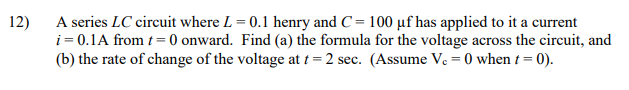 12) A series LC circuit where L = 0.1 henry and C = 100 μf has applied to it a current
i = 0.1A from t = 0 onward. Find (a) the formula for the voltage across the circuit, and
(b) the rate of change of the voltage at t = 2 sec. (Assume Vc = 0 when t = 0).